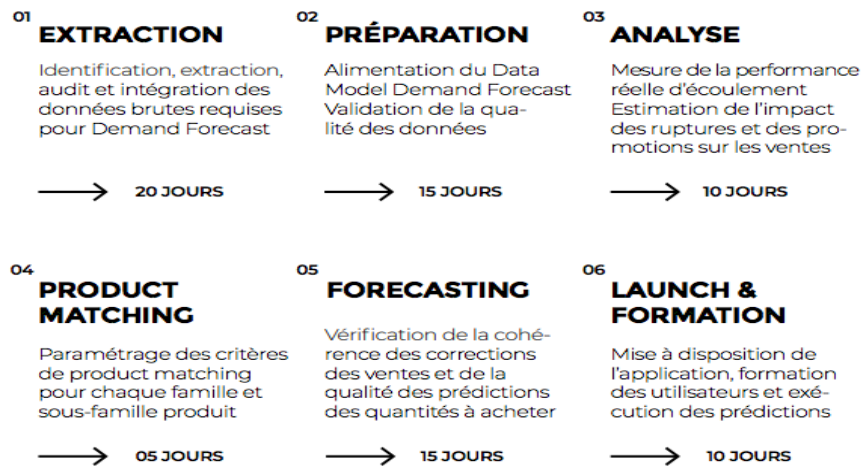 01
EXTRACTION
Identification, extraction,
audit et intégration des
données brutes requises
pour Demand Forecast
20 JOURS
02
PRÉPARATION
Alimentation du Data
Model Demand Forecast
Validation de la qua-
lité des données
15 JOURS
03
ANALYSE
Mesure de la performance
réelle d'écoulement
Estimation de l'impact
des ruptures et des pro-
motions sur les ventes
10 JOURS
04
PRODUCT
MATCHING
Paramétrage des critères
de product matching
pour chaque famille et
sous-famille produit
05 JOURS
05
FORECASTING
Vérification de la cohé-
rence des corrections
des ventes et de la
qualité des prédictions
des quantités à acheter
15 JOURS
06
LAUNCH &
FORMATION
Mise à disposition de
l'application, formation
des utilisateurs et exé-
cution des prédictions
10 JOURS